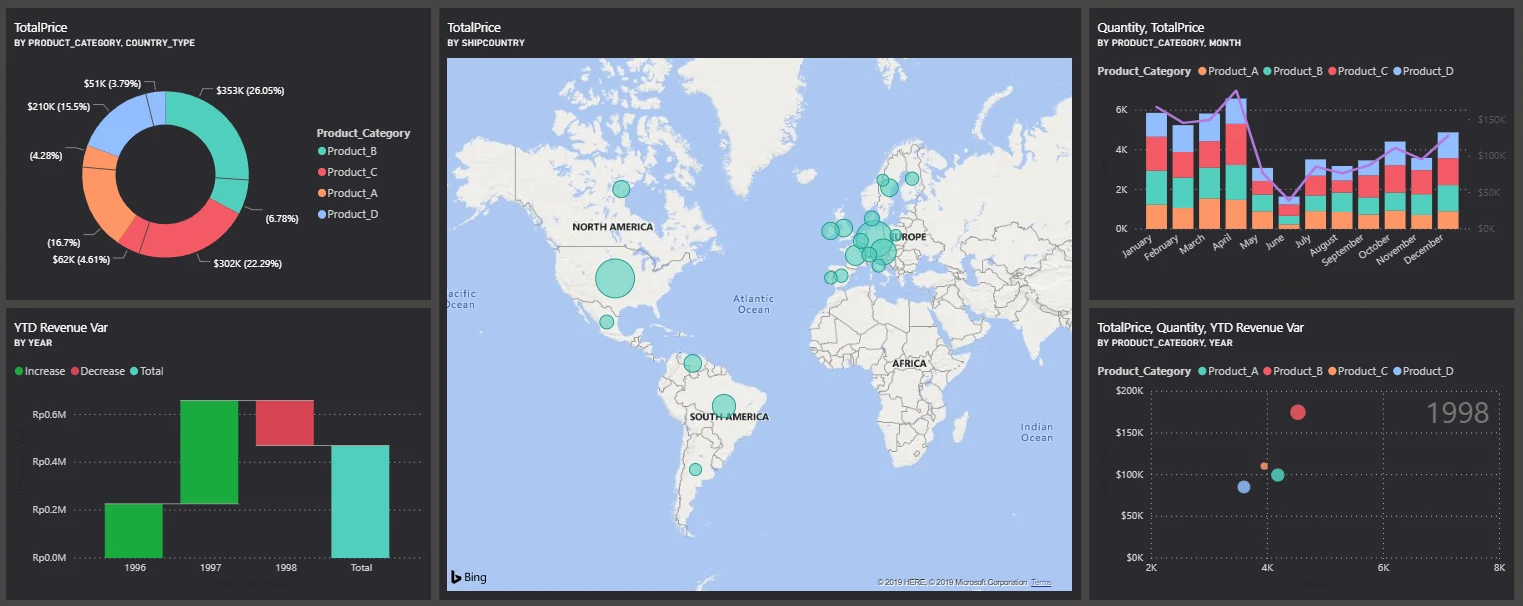 TotalPrice
BY PRODUCT_CATEGORY, COUNTRY_TYPE
$51K (3.79%)
$353K (26.05%)
$210K (15.5%)
(4.28%)
(6.78%)
(16.7%)
$62K (4.61%)
$302K (22.29%)
Product_Category
Product_B
Product_C
Product_A
Product_D
YTD Revenue Var
BY YEAR
Increase Decrease Total
Rp0.6M
Rp0.4M
Rp0.2M
Rp0.0M
1996 1997 1998 Total
TotalPrice
BY SHIPCOUNTRY
NORTH AMERICA
EUROPE
acific
Ocean
Atlantic
Ocean
AFRICA
SOUTH AMERICA
Indian
Ocean
Bing
© 2019 HERE, © 2019 Microsoft Corporation Terms
Quantity, TotalPrice
BY PRODUCT_CATEGORY, MONTH
Product_Category Product_A Product_B Product_C Product_D
6K
4K
2K
0K
$150K
$100K
$50K
$0K
January February March April May June July August September October November December
TotalPrice, Quantity, YTD Revenue Var
BY PRODUCT_CATEGORY, YEAR
Product_Category Product_A Product_B Product_C Product_D
1998
$200K
$150K
$100K
$50K
$0K
2K 4K 6K 8K